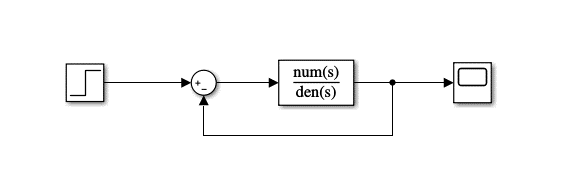 +
−
num(s)
den(s)